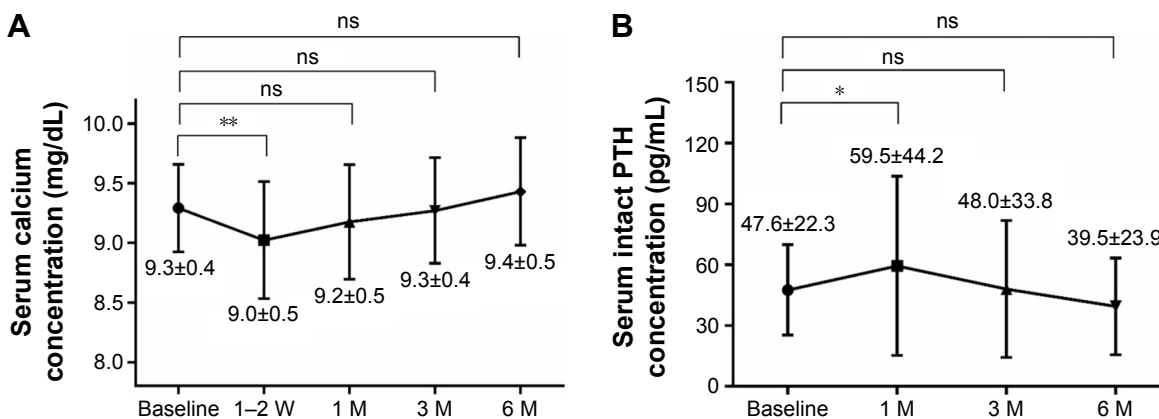 A
ns
ns
ns
**
Serum calcium
concentration (mg/dL)
10.0
9.5
9.0
8.5
8.0
9.3±0.4
9.0±0.5
9.2±0.5
9.3±0.4
9.4±0.5
Baseline 1–2 W 1 M 3 M 6 M
B
ns
ns
*
Serum intact PTH
concentration (pg/mL)
150
120
90
60
30
0
47.6±22.3
59.5±44.2
48.0±33.8
39.5±23.9
Baseline 1 M 3 M 6 M